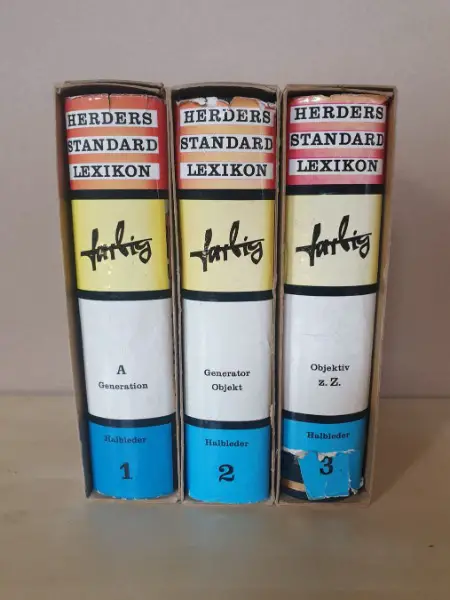 HERDERS
STANDARD
LEXIKON
farbig
A
Generation
Halbleder
1
HERDERS
STANDARD
LEXIKON
farbig
Generator
Objekt
Halbleder
2
HERDERS
STANDARD
LEXIKON
farbig
Objektiv
z. Z.
Halbleder
3